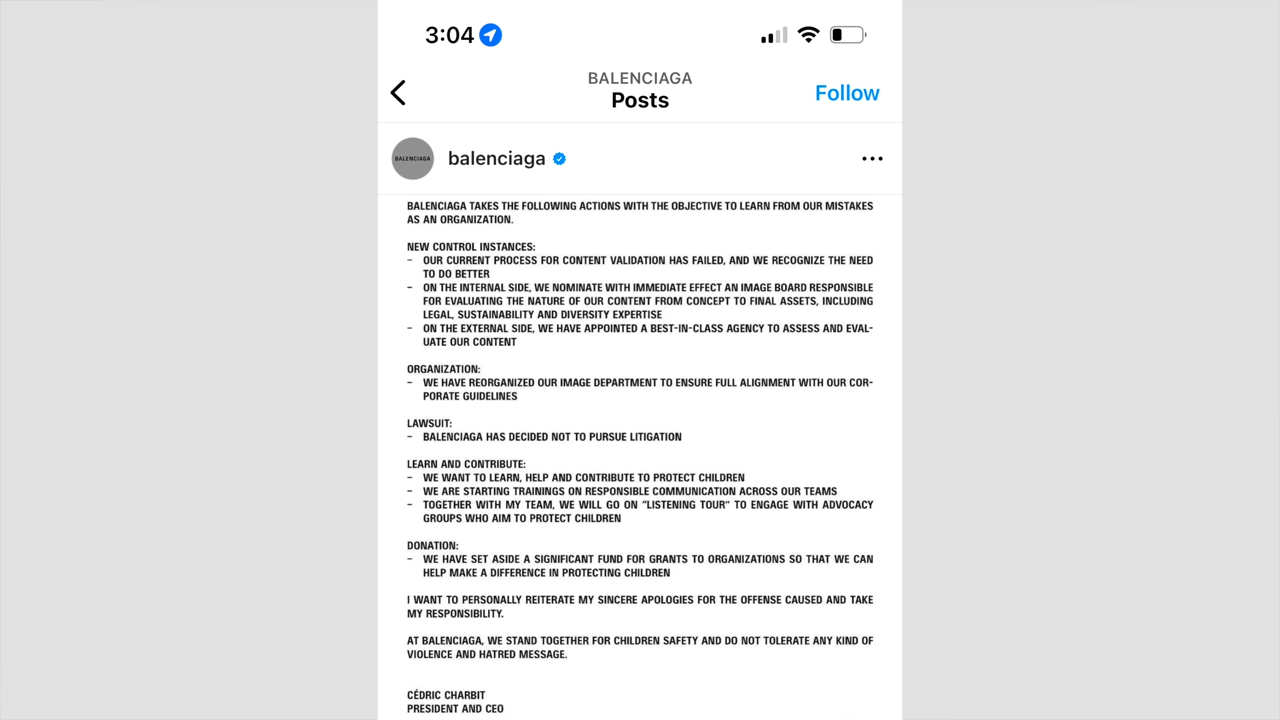 3:04
BALENCIAGA
Posts
Follow
BALENCIAGA
balenciaga
BALENCIAGA TAKES THE FOLLOWING ACTIONS WITH THE OBJECTIVE TO LEARN FROM OUR MISTAKES
AS AN ORGANIZATION.
NEW CONTROL INSTANCES:
- OUR CURRENT PROCESS FOR CONTENT VALIDATION HAS FAILED, AND WE RECOGNIZE THE NEED
TO DO BETTER
- ON THE INTERNAL SIDE, WE NOMINATE WITH IMMEDIATE EFFECT AN IMAGE BOARD RESPONSIBLE
FOR EVALUATING THE NATURE OF OUR CONTENT FROM CONCEPT TO FINAL ASSETS, INCLUDING
LEGAL, SUSTAINABILITY AND DIVERSITY EXPERTISE
- ON THE EXTERNAL SIDE, WE HAVE APPOINTED A BEST-IN-CLASS AGENCY TO ASSESS AND EVAL-
UATE OUR CONTENT
ORGANIZATION:
- WE HAVE REORGANIZED OUR IMAGE DEPARTMENT TO ENSURE FULL ALIGNMENT WITH OUR COR-
PORATE GUIDELINES
LAWSUIT:
- BALENCIAGA HAS DECIDED NOT TO PURSUE LITIGATION
LEARN AND CONTRIBUTE:
- WE WANT TO LEARN, HELP AND CONTRIBUTE TO PROTECT CHILDREN
- WE ARE STARTING TRAININGS ON RESPONSIBLE COMMUNICATION ACROSS OUR TEAMS
- TOGETHER WITH MY TEAM, WE WILL GO ON "LISTENING TOUR" TO ENGAGE WITH ADVOCACY
GROUPS WHO AIM TO PROTECT CHILDREN
DONATION:
- WE HAVE SET ASIDE A SIGNIFICANT FUND FOR GRANTS TO ORGANIZATIONS SO THAT WE CAN
HELP MAKE A DIFFERENCE IN PROTECTING CHILDREN
I WANT TO PERSONALLY REITERATE MY SINCERE APOLOGIES FOR THE OFFENSE CAUSED AND TAKE
MY RESPONSIBILITY.
AT BALENCIAGA, WE STAND TOGETHER FOR CHILDREN SAFETY AND DO NOT TOLERATE ANY KIND OF
VIOLENCE AND HATRED MESSAGE.
CÉDRIC CHARBIT
PRESIDENT AND CEO